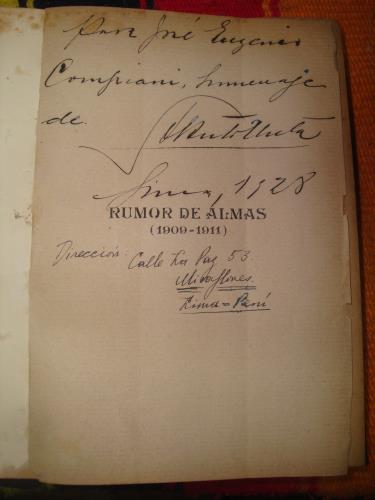 Para José Eugenio
Compiani, homenaje
de
Lima, 1928
RUMOR DE ALMAS
(1909-1911)
Dirección: Calle La Paz 53.
Miraflores.
Lima = Perú